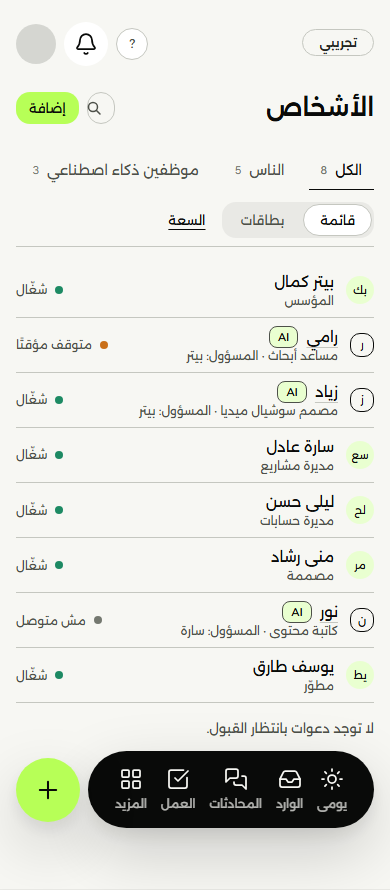 تجريبي
?
الأشخاص
إضافة
الكل 8
الناس 5
موظفين ذكاء اصطناعي 3
قائمة
بطاقات
السعة
بك
بيتر كمال
المؤسس
شغّال
ر
رامي AI
مساعد أبحاث · المسؤول: بيتر
متوقف مؤقتًا
ز
زياد AI
مصمم سوشيال ميديا · المسؤول: بيتر
شغّال
سع
سارة عادل
مديرة مشاريع
شغّال
لح
ليلى حسن
مديرة حسابات
شغّال
مر
منى رشاد
مصممة
شغّال
ن
نور AI
كاتبة محتوى · المسؤول: سارة
مش متوصل
يط
يوسف طارق
مطوّر
شغّال
لا توجد دعوات بانتظار القبول.
يومي
الوارد
المحادثات
العمل
المزيد